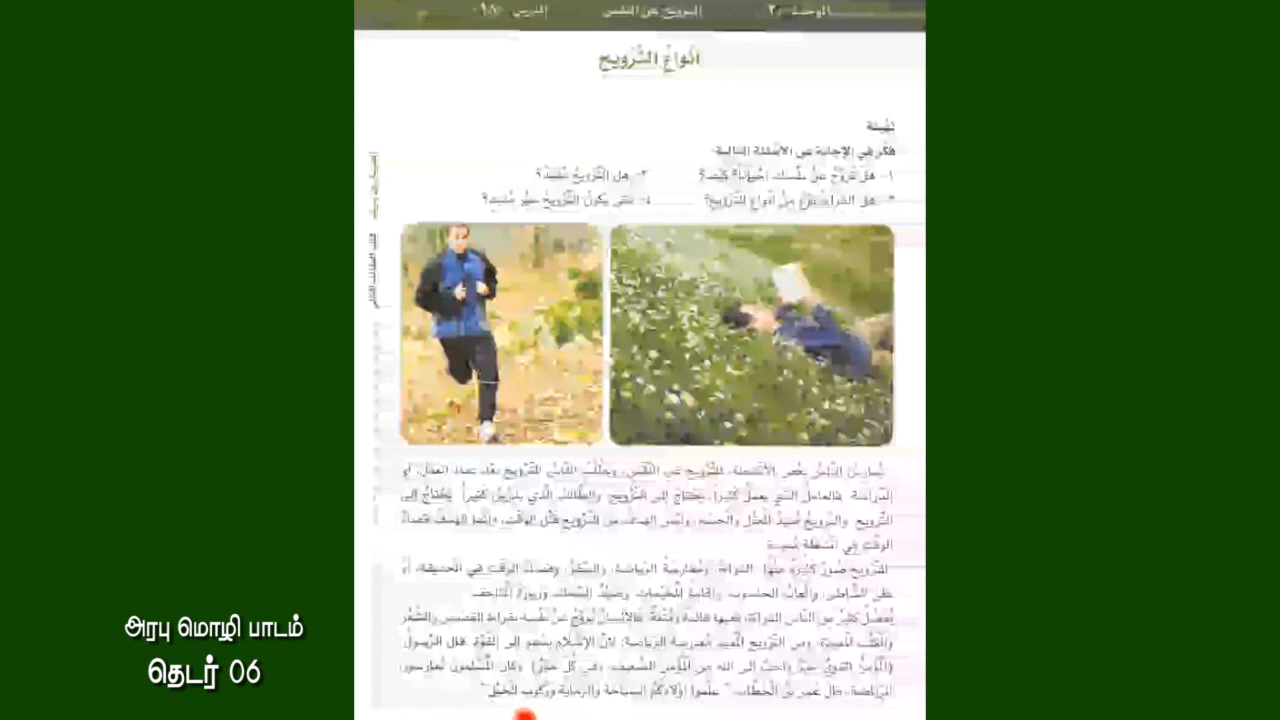 الوحدة ٢٠ الترويح عن النفس الدرس ٩٨
أنواع الترويح
تهيئة
فكر في الإجابة عن الأسئلة التالية:
١- هل تروح عن نفسك أحيانا؟ كيف؟ ٢- هل الترويح مفيد؟
٣- هل القراءة نوع من أنواع الترويح؟ ٤- متى يكون الترويح غير مفيد؟
يمارس الناس بعض الأنشطة، للترويح عن النفس، ويطلب الناس الترويح بعد عناء العمل، أو
الدراسة. فالعامل الذي يعمل كثيرا، يحتاج إلى الترويح. والطالب الذي يدرس كثيرا يحتاج إلى
الترويح. والترويح مفيد للعقل والجسم، وليس الهدف من الترويح قتل الوقت، وإنما الهدف قضاء
الوقت في أنشطة مفيدة.
للترويح صور كثيرة منها: القراءة، وممارسة الرياضة، والسفر، وقضاء الوقت في الحديقة، أو
على الشاطئ، وألعاب الحاسوب، وإقامة المخيمات، وصيد السمك، وزيارة المتاحف.
يفضل كثير من الناس القراءة، ففيها فائدة ومتعة. فالإنسان يروح عن نفسه بقراءة القصص والشعر
والكتب المفيدة. ومن الترويح المفيد ممارسة الرياضة؛ لأن الإسلام يدعو إلى القوة. قال الرسول:
(المؤمن القوي خير وأحب إلى الله من المؤمن الضعيف، وفي كل خير) وكان المسلمون يمارسون
الرياضة، قال عمر بن الخطاب: "علموا أولادكم السباحة والرماية وركوب الخيل"
அரபு மொழி பாடம்
தொடர் 06